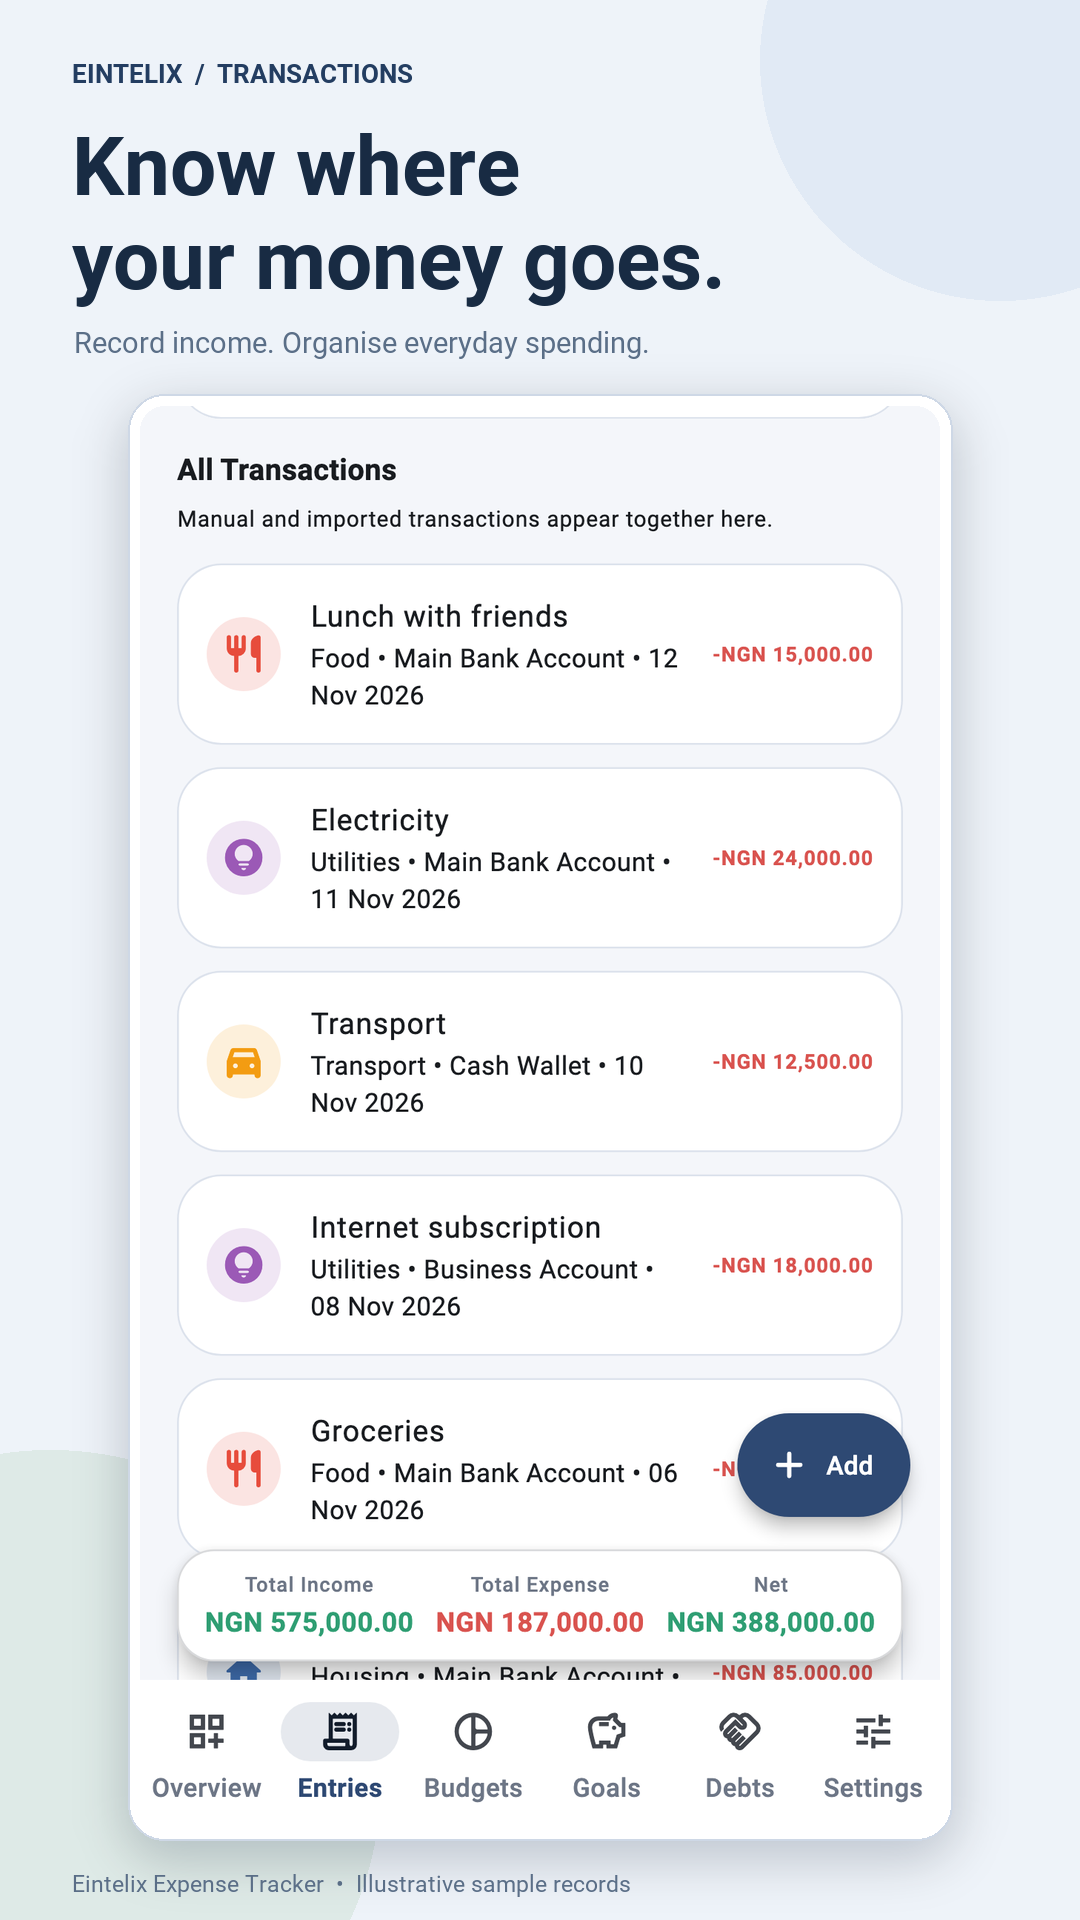 EINTELIX / TRANSACTIONS
Know where
your money goes.
Record income. Organise everyday spending.
All Transactions
Manual and imported transactions appear together here.
Lunch with friends
Food • Main Bank Account • 12
Nov 2026
-NGN 15,000.00
Electricity
Utilities • Main Bank Account •
11 Nov 2026
-NGN 24,000.00
Transport
Transport • Cash Wallet • 10
Nov 2026
-NGN 12,500.00
Internet subscription
Utilities • Business Account •
08 Nov 2026
-NGN 18,000.00
Groceries
Food • Main Bank Account • 06
Nov 2026
+ Add
Total Income
NGN 575,000.00
Total Expense
NGN 187,000.00
Net
NGN 388,000.00
Housing • Main Bank Account •
-NGN 85,000.00
Overview
Entries
Budgets
Goals
Debts
Settings
Eintelix Expense Tracker • Illustrative sample records